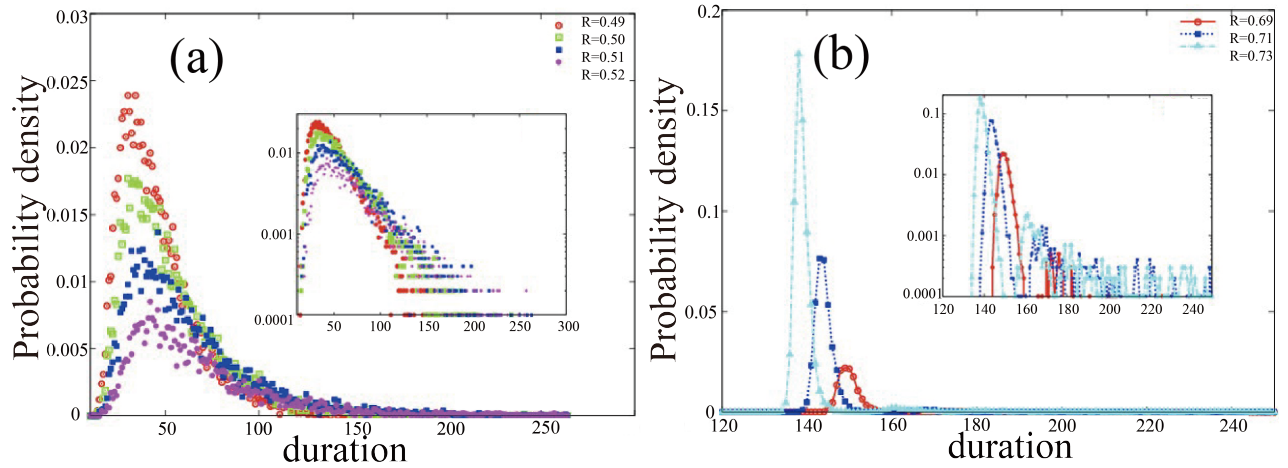 0.03
0.025
0.02
0.015
0.01
0.005
0
Probability density
(a)
R=0.49
R=0.50
R=0.51
R=0.52
0.01
0.001
0.0001
50 100 150 200 250 300
50 100 150 200 250
duration
0.2
0.15
0.1
0.05
0
Probability density
(b)
R=0.69
R=0.71
R=0.73
0.1
0.01
0.001
0.0001
120 140 160 180 200 220 240
120 140 160 180 200 220 240
duration